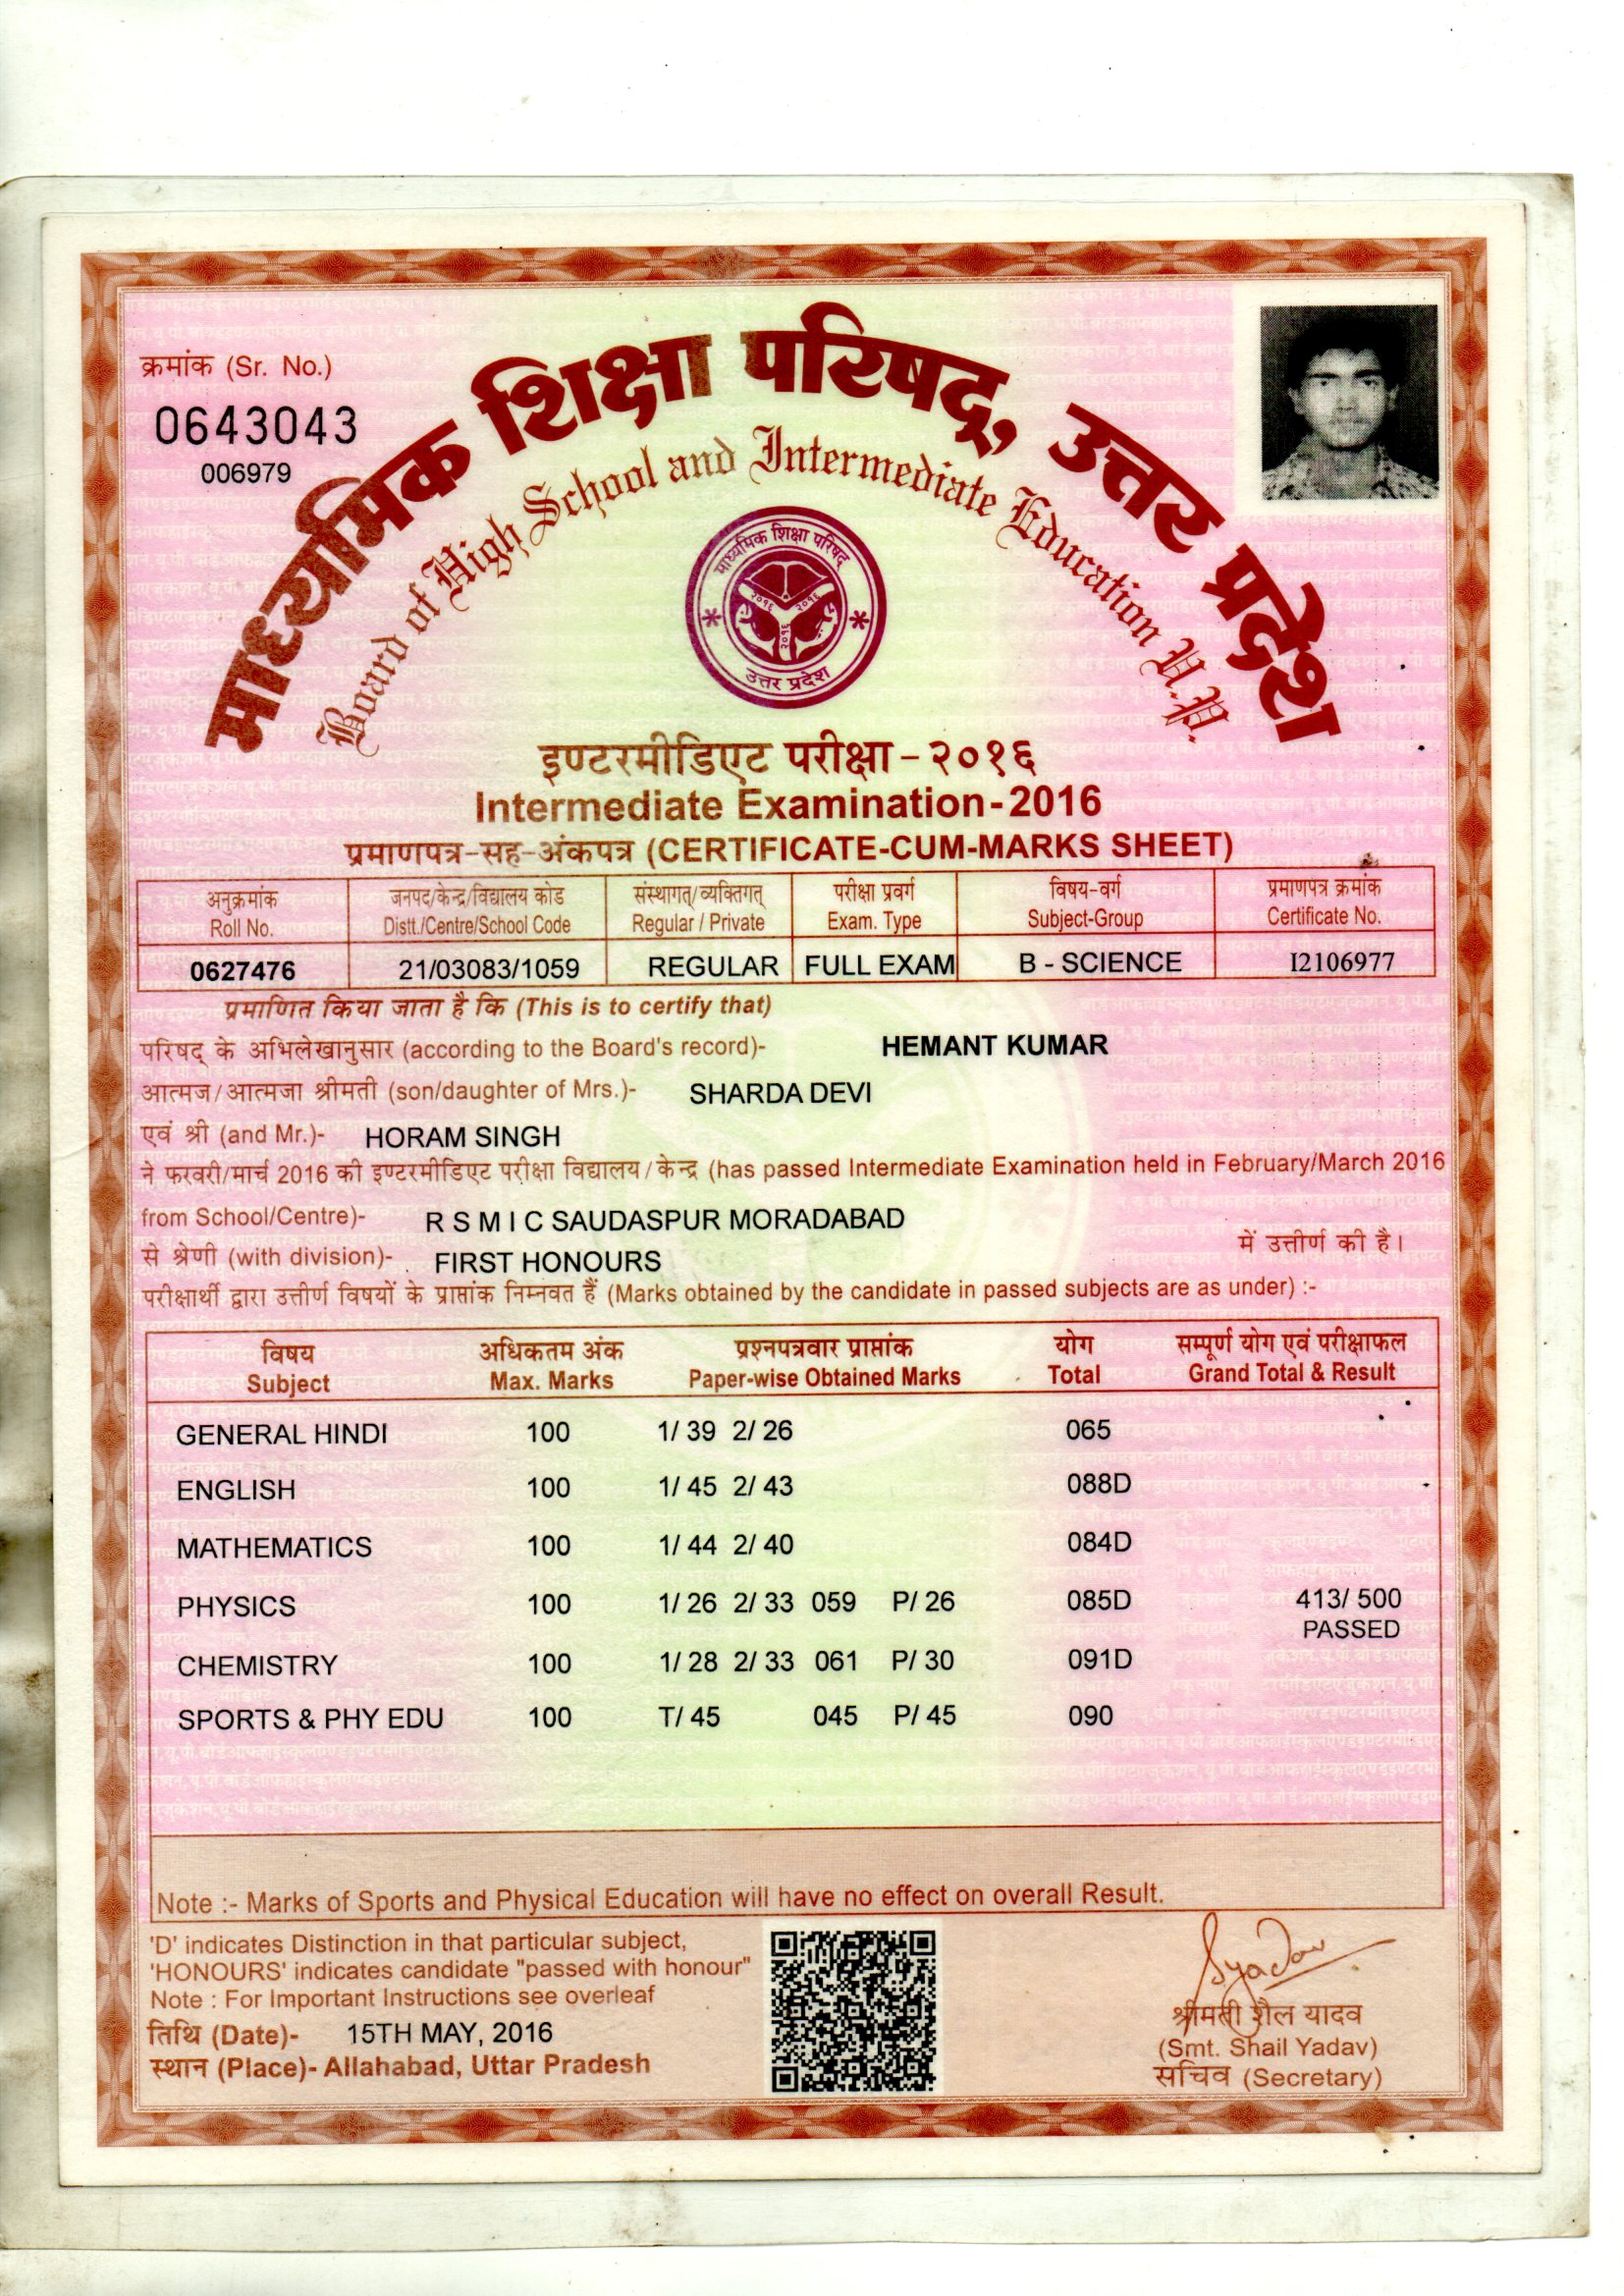 क्रमांक (Sr. No.)
0643043
006979
माध्यमिक शिक्षा परिषद्, उत्तर प्रदेश
Board of High School and Intermediate Education U.P.
माध्यमिक शिक्षा परिषद
२०१६ २०१६
२०१६
उत्तर प्रदेश
इण्टरमीडिएट परीक्षा - २०१६
Intermediate Examination - 2016
प्रमाणपत्र-सह-अंकपत्र (CERTIFICATE-CUM-MARKS SHEET)
अनुक्रमांक जनपद/केन्द्र/विद्यालय कोड संस्थागत्/व्यक्तिगत् परीक्षा प्रवर्ग विषय-वर्ग प्रमाणपत्र क्रमांक
Roll No. Distt./Centre/School Code Regular / Private Exam. Type Subject-Group Certificate No.
0627476 21/03083/1059 REGULAR FULL EXAM B - SCIENCE I2106977
प्रमाणित किया जाता है कि (This is to certify that)
परिषद् के अभिलेखानुसार (according to the Board's record)- HEMANT KUMAR
आत्मज/आत्मजा श्रीमती (son/daughter of Mrs.)- SHARDA DEVI
एवं श्री (and Mr.)- HORAM SINGH
ने फरवरी/मार्च 2016 की इण्टरमीडिएट परीक्षा विद्यालय/केन्द्र (has passed Intermediate Examination held in February/March 2016
from School/Centre)- R S M I C SAUDASPUR MORADABAD
से श्रेणी (with division)- FIRST HONOURS में उत्तीर्ण की है।
परीक्षार्थी द्वारा उत्तीर्ण विषयों के प्राप्तांक निम्नवत हैं (Marks obtained by the candidate in passed subjects are as under) :-
विषय अधिकतम अंक प्रश्नपत्रवार प्राप्तांक योग सम्पूर्ण योग एवं परीक्षाफल
Subject Max. Marks Paper-wise Obtained Marks Total Grand Total & Result
GENERAL HINDI 100 1/ 39 2/ 26 065
ENGLISH 100 1/ 45 2/ 43 088D
MATHEMATICS 100 1/ 44 2/ 40 084D
PHYSICS 100 1/ 26 2/ 33 059 P/ 26 085D 413/ 500
PASSED
CHEMISTRY 100 1/ 28 2/ 33 061 P/ 30 091D
SPORTS & PHY EDU 100 T/ 45 045 P/ 45 090
Note :- Marks of Sports and Physical Education will have no effect on overall Result.
'D' indicates Distinction in that particular subject,
'HONOURS' indicates candidate "passed with honour"
Note : For Important Instructions see overleaf
तिथि (Date)- 15TH MAY, 2016
स्थान (Place)- Allahabad, Uttar Pradesh
Syadav
श्रीमती शैल यादव
(Smt. Shail Yadav)
सचिव (Secretary)